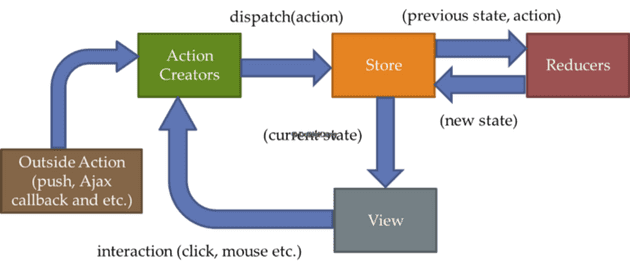 dispatch(action)
(previous state, action)
Action
Creators
Store
Reducers
(new state)
(current state)
Outside Action
(push, Ajax
callback and etc.)
View
interaction (click, mouse etc.)